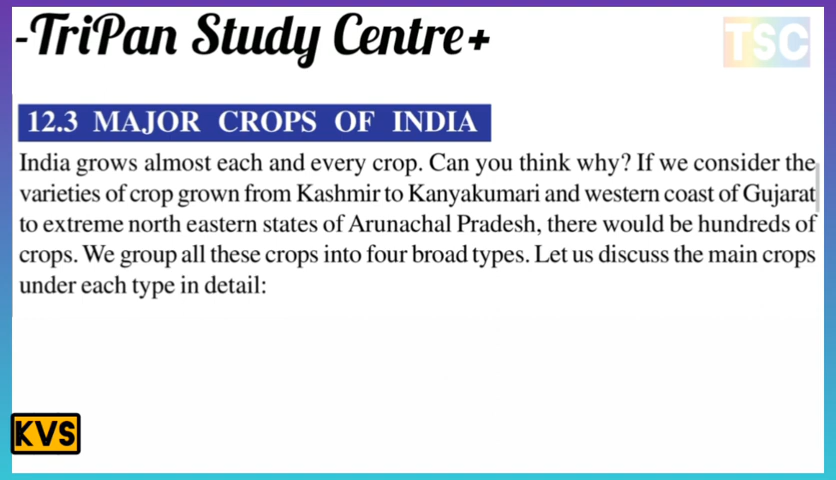 -TriPan Study Centre+
TSC
12.3 MAJOR CROPS OF INDIA
India grows almost each and every crop. Can you think why? If we consider the
varieties of crop grown from Kashmir to Kanyakumari and western coast of Gujarat
to extreme north eastern states of Arunachal Pradesh, there would be hundreds of
crops. We group all these crops into four broad types. Let us discuss the main crops
under each type in detail:
KVS